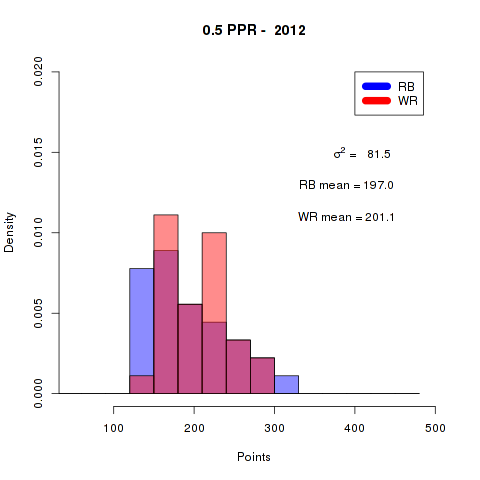 0.5 PPR - 2012
RB
WR
σ² = 81.5
RB mean = 197.0
WR mean = 201.1
Density
0.000
0.005
0.010
0.015
0.020
100
200
300
400
500
Points